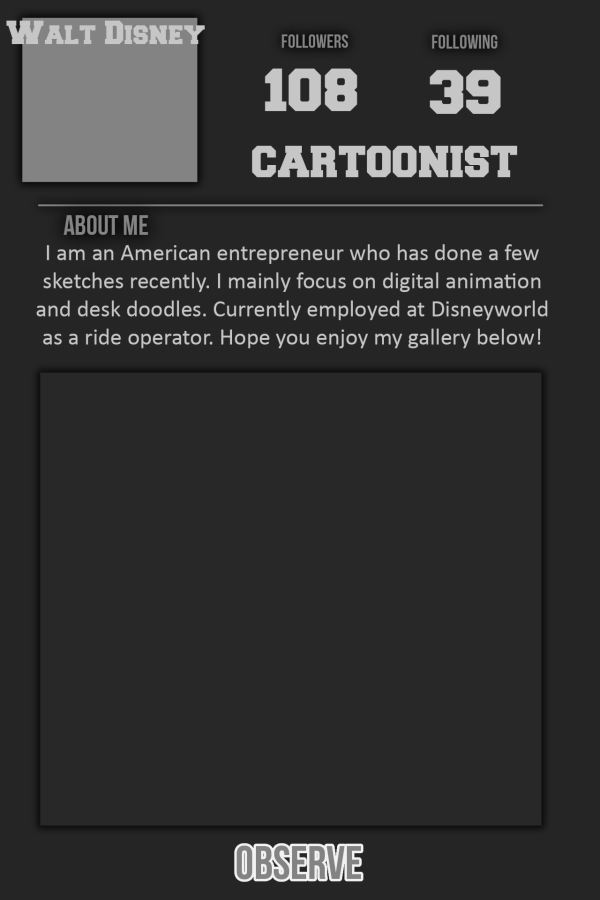 Walt Disney
FOLLOWERS
FOLLOWING
108
39
CARTOONIST
ABOUT ME
I am an American entrepreneur who has done a few
sketches recently. I mainly focus on digital animation
and desk doodles. Currently employed at Disneyworld
as a ride operator. Hope you enjoy my gallery below!
OBSERVE